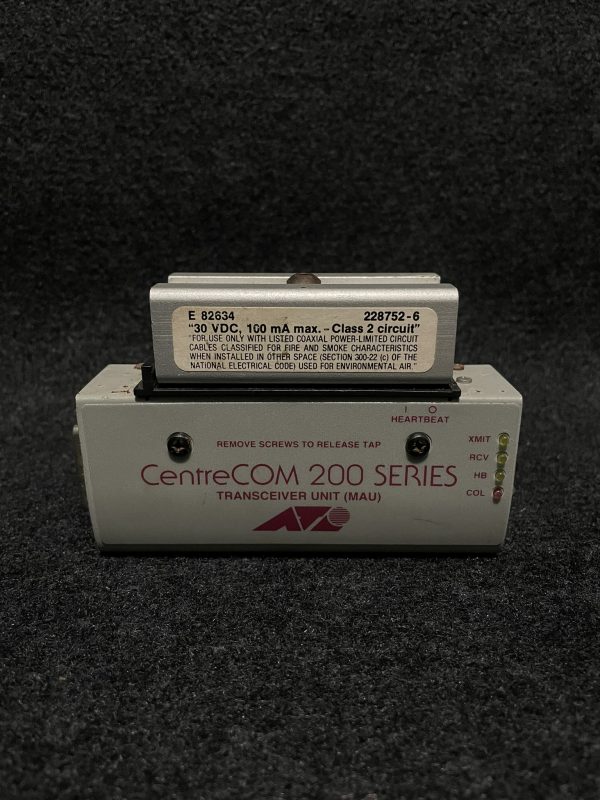 E 82634 228752-6
"30 VDC, 100 mA max. - Class 2 circuit"
"FOR USE ONLY WITH LISTED COAXIAL POWER-LIMITED CIRCUIT
CABLES CLASSIFIED FOR FIRE AND SMOKE CHARACTERISTICS
WHEN INSTALLED IN OTHER SPACE (SECTION 300-22 (c) OF THE
NATIONAL ELECTRICAL CODE) USED FOR ENVIRONMENTAL AIR."
I O
HEARTBEAT
REMOVE SCREWS TO RELEASE TAP
XMIT
RCV
HB
COL
CentreCOM 200 SERIES
TRANSCEIVER UNIT (MAU)